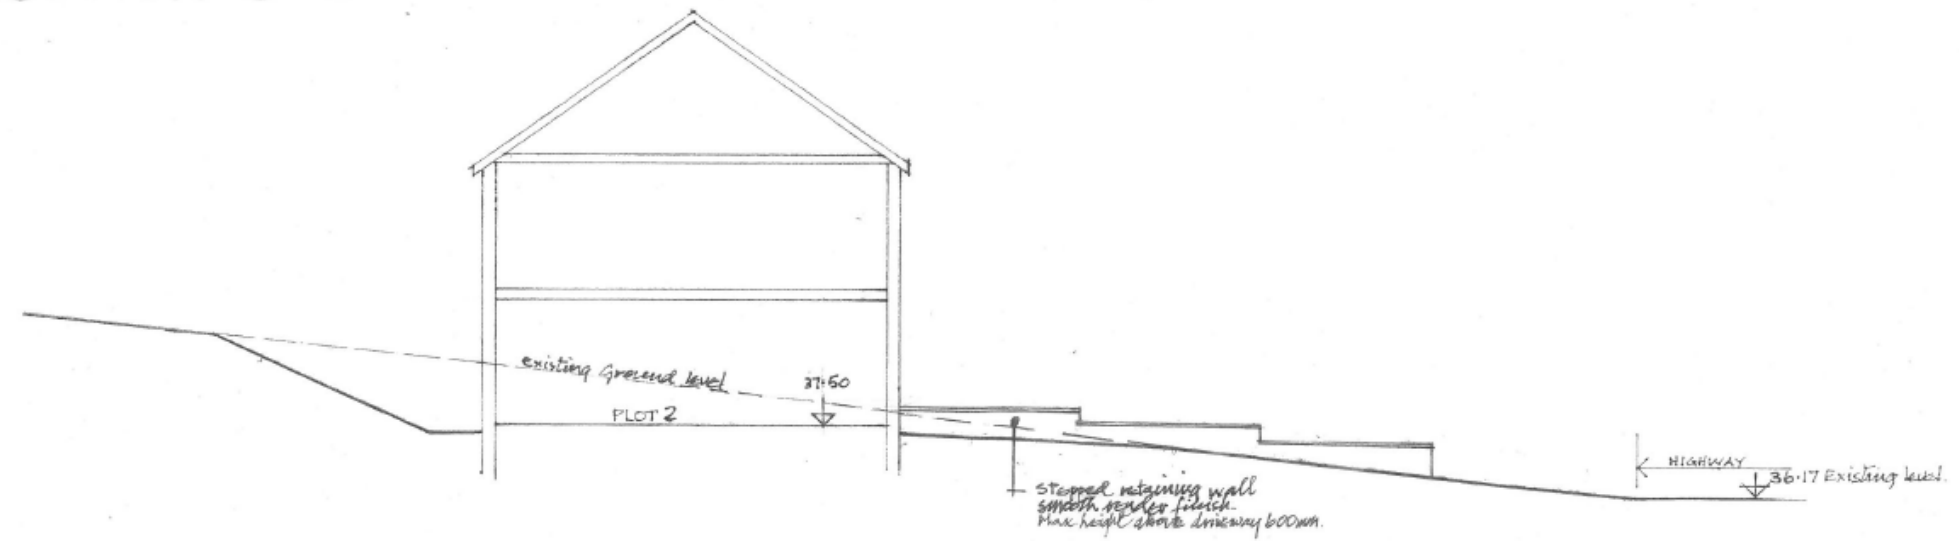 existing Ground level
37.50
PLOT 2
HIGHWAY
36.17 Existing level.
Stepped retaining wall
smooth render finish.
Max height above driveway 600mm.